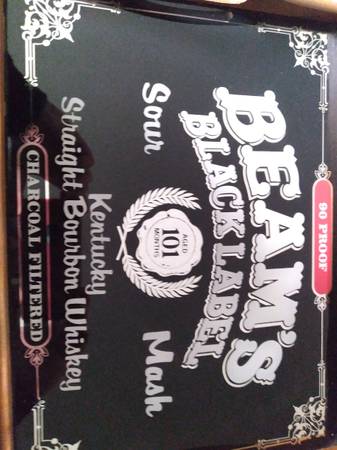 90 PROOF
BEAM'S
BLACK LABEL
Sour Mash
AGED
101
MONTHS
Kentucky
Straight Bourbon Whiskey
CHARCOAL FILTERED